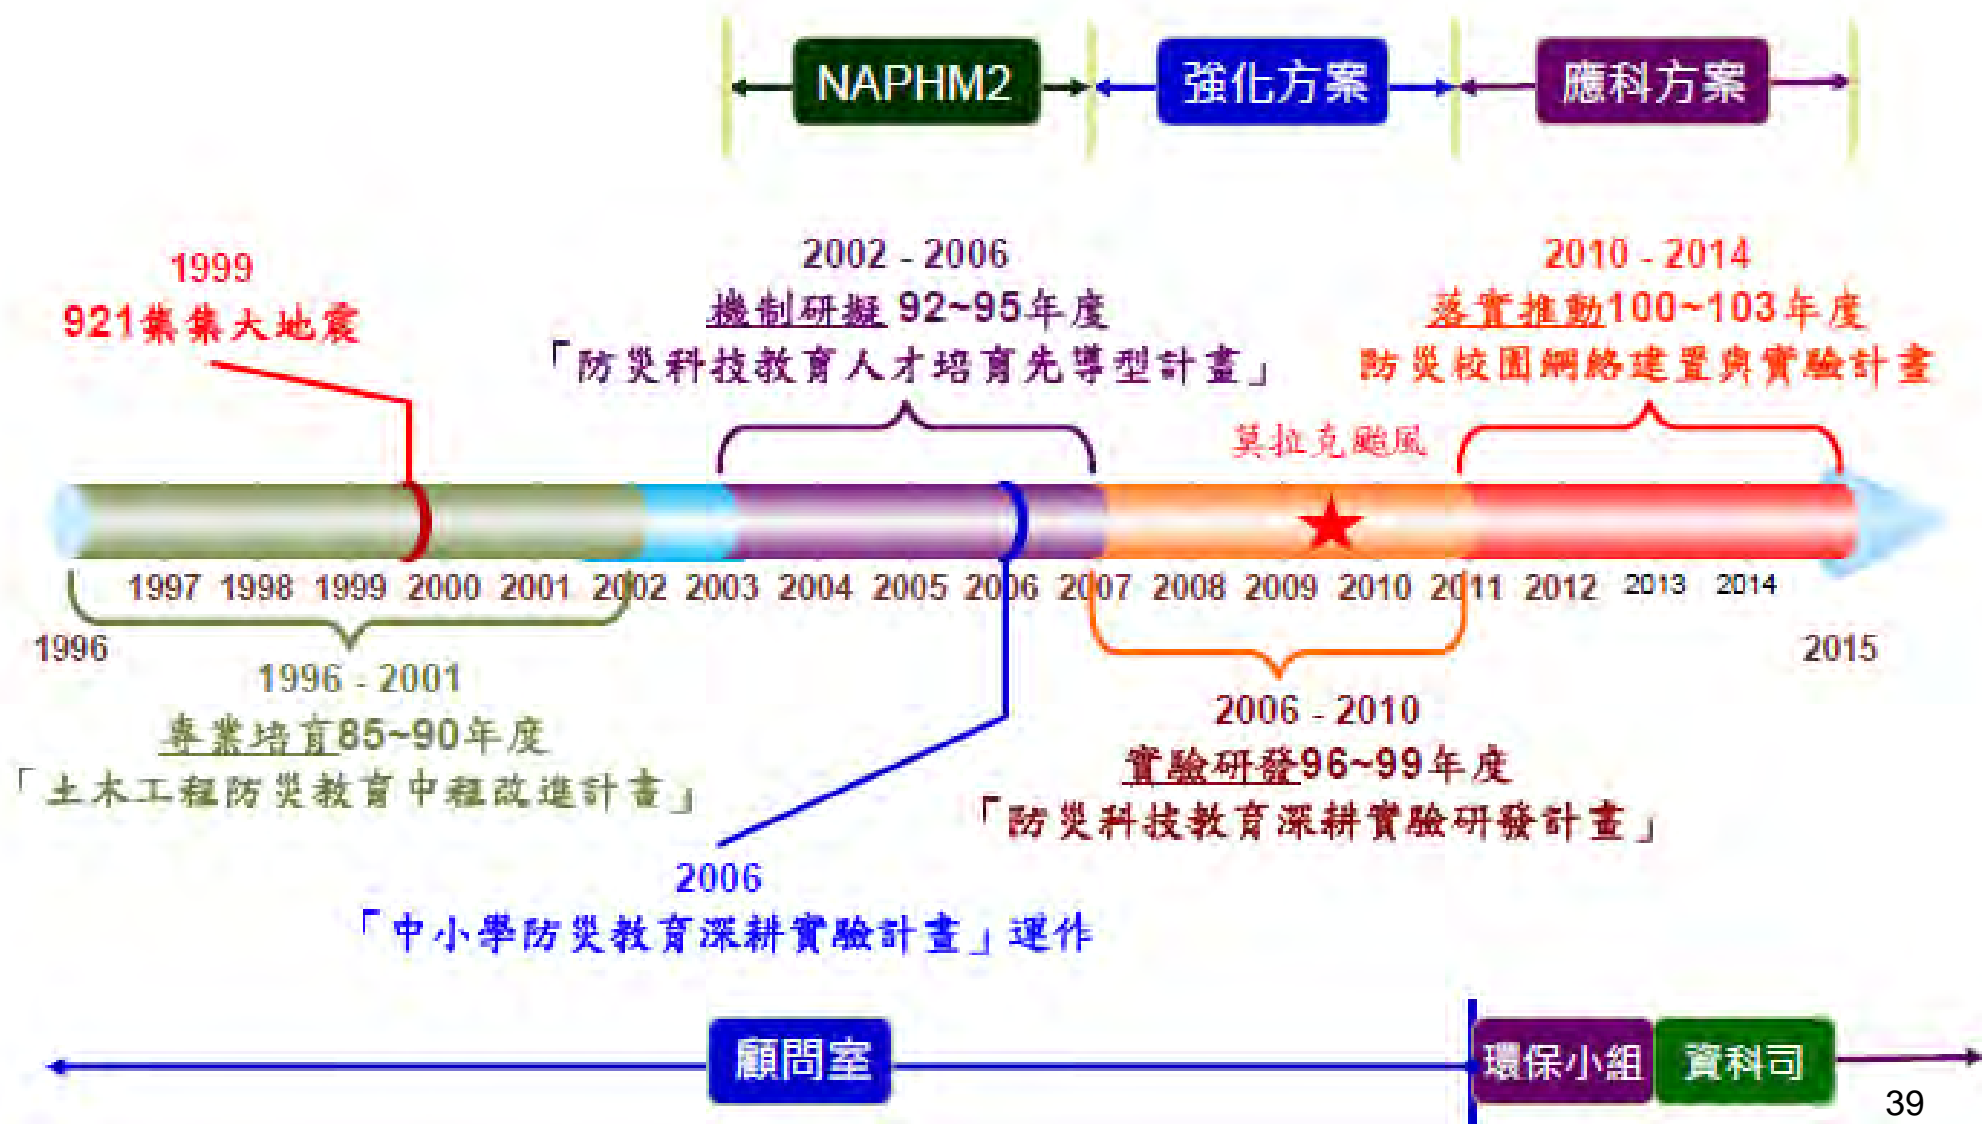 NAPHM2
強化方案
應科方案
1999
921集集大地震
2002 - 2006
機制研擬 92~95年度
「防災科技教育人才培育先導型計畫」
2010 - 2014
落實推動100~103年度
防災校園網絡建置與實驗計畫
莫拉克颱風
1997 1998 1999 2000 2001 2002 2003 2004 2005 2006 2007 2008 2009 2010 2011 2012 2013 2014
1996
2015
1996 - 2001
專業培育85~90年度
「土木工程防災教育中程改進計畫」
2006 - 2010
實驗研發96~99年度
「防災科技教育深耕實驗研發計畫」
2006
「中小學防災教育深耕實驗計畫」運作
顧問室
環保小組
資科司
39